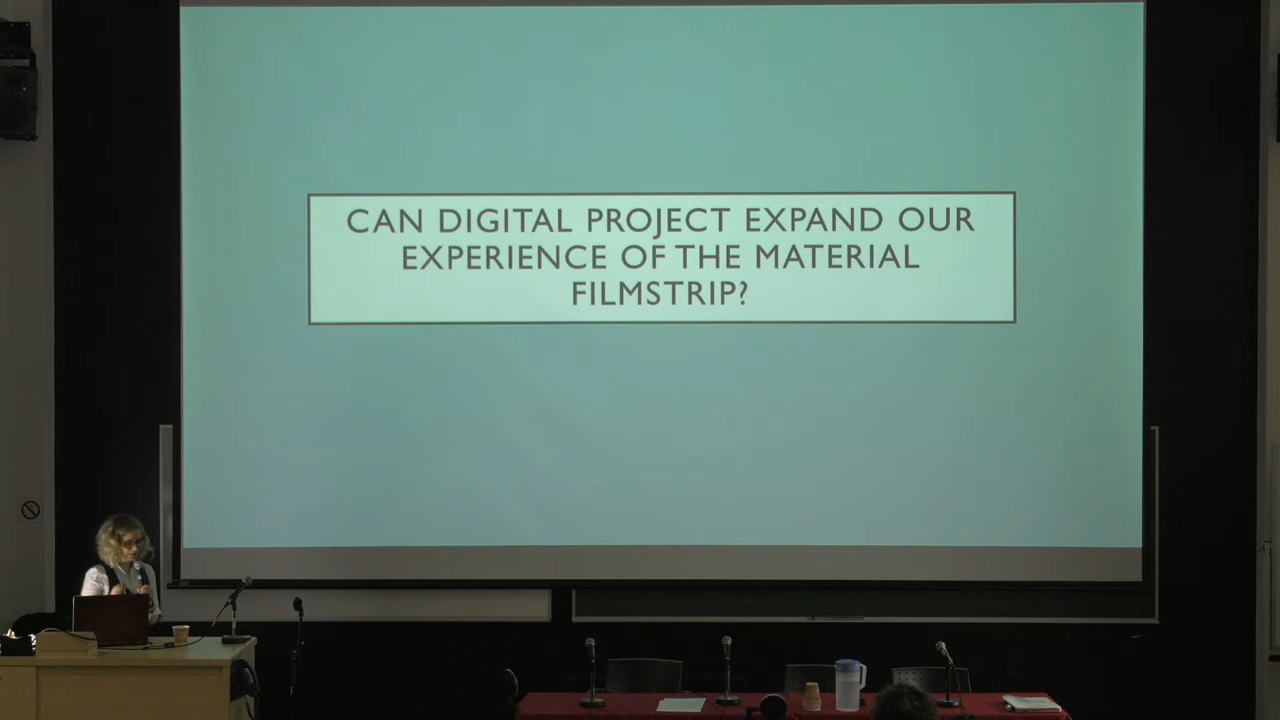 CAN DIGITAL PROJECT EXPAND OUR
EXPERIENCE OF THE MATERIAL
FILMSTRIP?